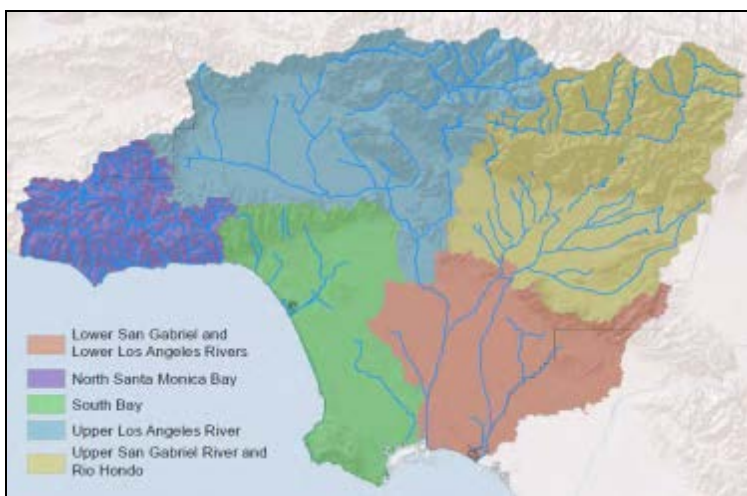 Lower San Gabriel and
Lower Los Angeles Rivers
North Santa Monica Bay
South Bay
Upper Los Angeles River
Upper San Gabriel River and
Rio Hondo